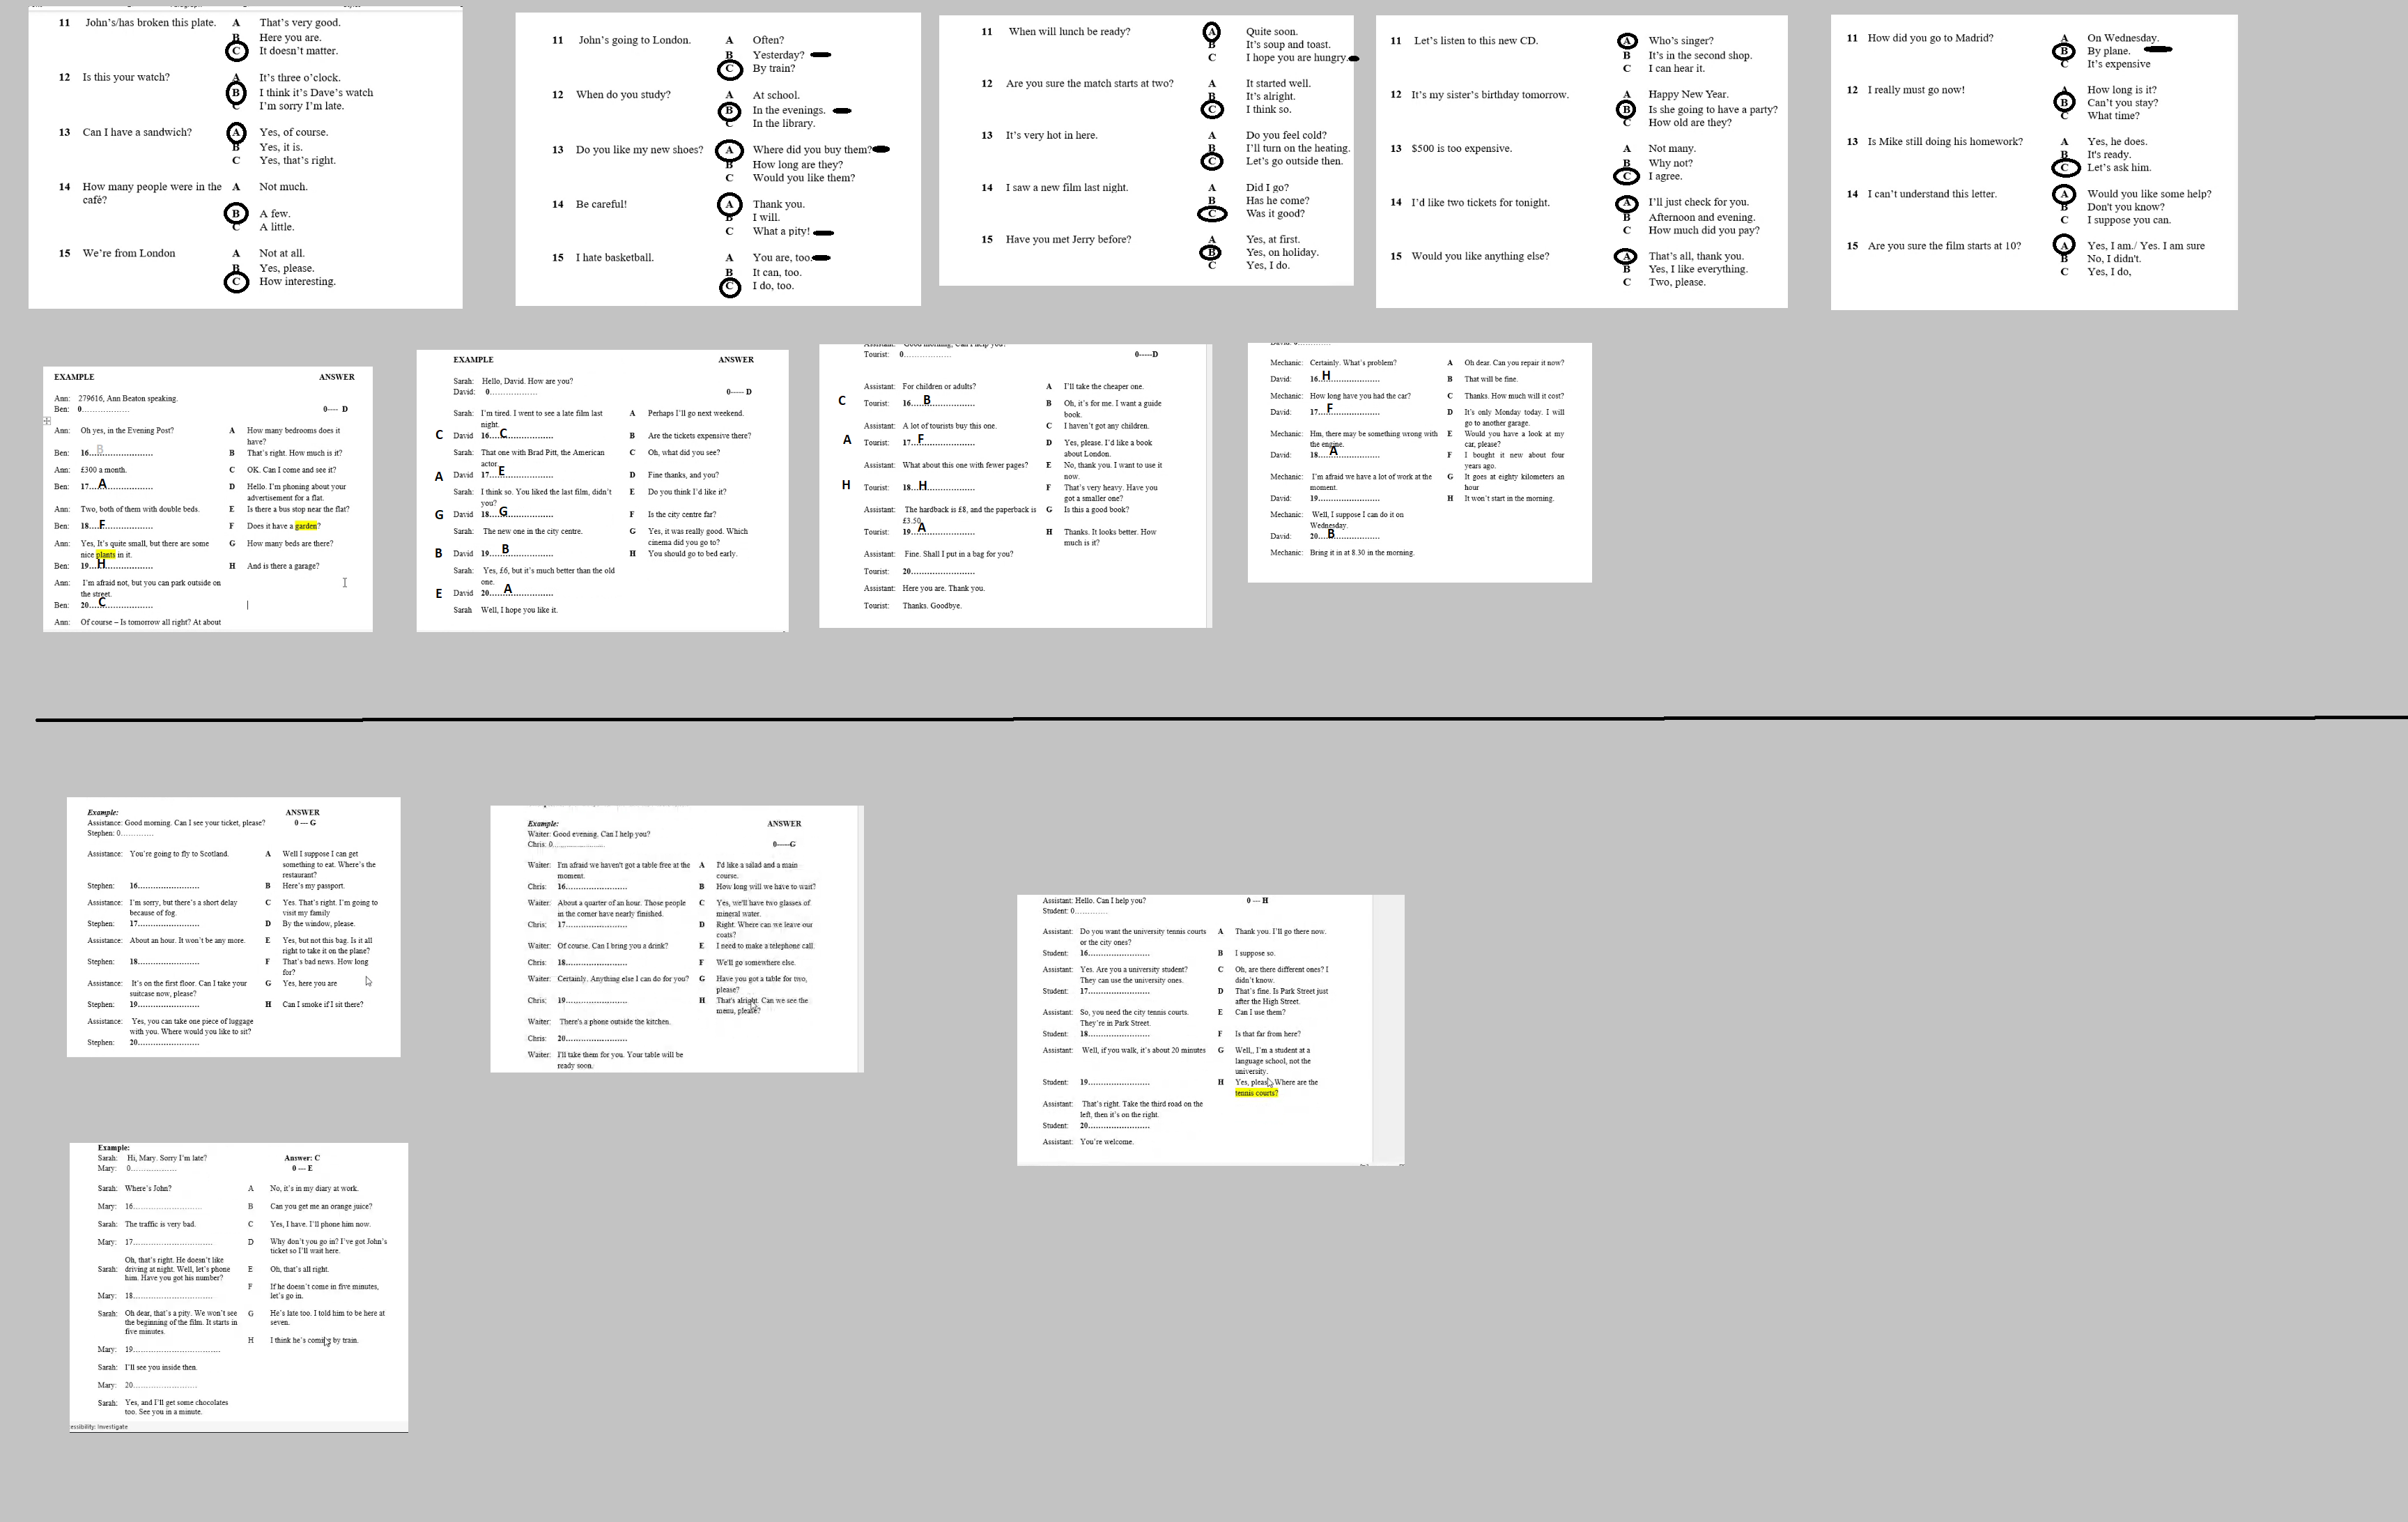 11 John's/has broken this plate. A That's very good.
B Here you are.
C It doesn't matter.
12 Is this your watch? A It's three o'clock.
B I think it's Dave's watch
C I'm sorry I'm late.
13 Can I have a sandwich? A Yes, of course.
B Yes, it is.
C Yes, that's right.
14 How many people were in the A Not much.
café?
B A few.
C A little.
15 We're from London A Not at all.
B Yes, please.
C How interesting.
11 John's going to London. A Often?
B Yesterday?
C By train?
12 When do you study? A At school.
B In the evenings.
C In the library.
13 Do you like my new shoes? A Where did you buy them?
B How long are they?
C Would you like them?
14 Be careful! A Thank you.
B I will.
C What a pity!
15 I hate basketball. A You are, too.
B It can, too.
C I do, too.
11 When will lunch be ready? A Quite soon.
B It's soup and toast.
C I hope you are hungry.
12 Are you sure the match starts at two? A It started well.
B It's alright.
C I think so.
13 It's very hot in here. A Do you feel cold?
B I'll turn on the heating.
C Let's go outside then.
14 I saw a new film last night. A Did I go?
B Has he come?
C Was it good?
15 Have you met Jerry before? A Yes, at first.
B Yes, on holiday.
C Yes, I do.
11 Let's listen to this new CD. A Who's singer?
B It's in the second shop.
C I can hear it.
12 It's my sister's birthday tomorrow. A Happy New Year.
B Is she going to have a party?
C How old are they?
13 $500 is too expensive. A Not many.
B Why not?
C I agree.
14 I'd like two tickets for tonight. A I'll just check for you.
B Afternoon and evening.
C How much did you pay?
15 Would you like anything else? A That's all, thank you.
B Yes, I like everything.
C Two, please.
11 How did you go to Madrid? A On Wednesday.
B By plane.
C It's expensive
12 I really must go now! A How long is it?
B Can't you stay?
C What time?
13 Is Mike still doing his homework? A Yes, he does.
B It's ready.
C Let's ask him.
14 I can't understand this letter. A Would you like some help?
B Don't you know?
C I suppose you can.
15 Are you sure the film starts at 10? A Yes, I am./ Yes. I am sure
B No, I didn't.
C Yes, I do,
EXAMPLE ANSWER
Ann: 279616, Ann Beaton speaking.
Ben: 0.................. 0---- D
Ann: Oh yes, in the Evening Post? A How many bedrooms does it
have?
Ben: 16...B........................ B That's right. How much is it?
Ann: £300 a month. C OK. Can I come and see it?
Ben: 17...A........................ D Hello. I'm phoning about your
advertisement for a flat.
Ann: Two, both of them with double beds. E Is there a bus stop near the flat?
Ben: 18...F........................ F Does it have a garden?
Ann: Yes, It's quite small, but there are some G How many beds are there?
nice plants in it.
Ben: 19...H........................ H And is there a garage?
Ann: I'm afraid not, but you can park outside on
the street.
Ben: 20...C........................
Ann: Of course – Is tomorrow all right? At about
EXAMPLE ANSWER
Sarah: Hello, David. How are you?
David: 0.................. 0----- D
Sarah: I'm tired. I went to see a late film last A Perhaps I'll go next weekend.
night.
C David 16...C........................ B Are the tickets expensive there?
Sarah: That one with Brad Pitt, the American C Oh, what did you see?
actor.
A David 17...E........................ D Fine thanks, and you?
Sarah: I think so. You liked the last film, didn't E Do you think I'd like it?
you?
G David 18...G........................ F Is the city centre far?
Sarah: The new one in the city centre. G Yes, it was really good. Which
cinema did you go to?
B David 19...B........................ H You should go to bed early.
Sarah: Yes, £6, but it's much better than the old
one.
E David 20...A........................
Sarah Well, I hope you like it.
Assistant: Good morning, Can I help you?
Tourist: 0.................. 0-----D
Assistant: For children or adults? A I'll take the cheaper one.
C Tourist: 16...B........................ B Oh, it's for me. I want a guide
book.
Assistant: A lot of tourists buy this one. C I haven't got any children.
A Tourist: 17...F........................ D Yes, please. I'd like a book
about London.
Assistant: What about this one with fewer pages? E No, thank you. I want to use it
now.
H Tourist: 18...H........................ F That's very heavy. Have you
got a smaller one?
Assistant: The hardback is £8, and the paperback is G Is this a good book?
£3.50.
Tourist: 19...A........................ H Thanks. It looks better. How
much is it?
Assistant: Fine. Shall I put in a bag for you?
Tourist: 20...........................
Assistant: Here you are. Thank you.
Tourist: Thanks. Goodbye.
Mechanic: Certainly. What's problem? A Oh dear. Can you repair it now?
David: 16...H........................ B That will be fine.
Mechanic: How long have you had the car? C Thanks. How much will it cost?
David: 17...F........................ D It's only Monday today. I will
go to another garage.
Mechanic: Hm, there may be something wrong with E Would you have a look at my
the engine. car, please?
David: 18...A........................ F I bought it new about four
years ago.
Mechanic: I'm afraid we have a lot of work at the G It goes at eighty kilometers an
moment. hour
David: 19........................... H It won't start in the morning.
Mechanic: Well, I suppose I can do it on
Wednesday.
David: 20...B........................
Mechanic: Bring it in at 8.30 in the morning.
Example: ANSWER
Assistance: Good morning. Can I see your ticket, please? 0 --- G
Stephen: 0.............
Assistance: You're going to fly to Scotland. A Well I suppose I can get
something to eat. Where's the
restaurant?
Stephen: 16........................ B Here's my passport.
Assistance: I'm sorry, but there's a short delay C Yes. That's right. I'm going to
because of fog. visit my family
Stephen: 17........................ D By the window, please.
Assistance: About an hour. It won't be any more. E Yes, but not this bag. Is it all
right to take it on the plane?
Stephen: 18........................ F That's bad news. How long
for?
Assistance: It's on the first floor. Can I take your G Yes, here you are
suitcase now, please?
Stephen: 19........................ H Can I smoke if I sit there?
Assistance: Yes, you can take one piece of luggage
with you. Where would you like to sit?
Stephen: 20........................
Example: ANSWER
Waiter: Good evening. Can I help you?
Chris: 0........................ 0-----G
Waiter: I'm afraid we haven't got a table free at the A I'd like a salad and a main
moment. course.
Chris: 16........................ B How long will we have to wait?
Waiter: About a quarter of an hour. Those people C Yes, we'll have two glasses of
in the corner have nearly finished. mineral water.
Chris: 17........................ D Right. Where can we leave our
coats?
Waiter: Of course. Can I bring you a drink? E I need to make a telephone call.
Chris: 18........................ F We'll go somewhere else.
Waiter: Certainly. Anything else I can do for you? G Have you got a table for two,
please?
Chris: 19........................ H That's alright. Can we see the
menu, please?
Waiter: There's a phone outside the kitchen.
Chris: 20........................
Waiter: I'll take them for you. Your table will be
ready soon.
Assistant: Hello. Can I help you? 0 --- H
Student: 0.............
Assistant: Do you want the university tennis courts A Thank you. I'll go there now.
or the city ones?
Student: 16........................ B I suppose so.
Assistant: Yes. Are you a university student? C Oh, are there different ones? I
They can use the university ones. didn't know.
Student: 17........................ D That's fine. Is Park Street just
after the High Street.
Assistant: So, you need the city tennis courts. E Can I use them?
They're in Park Street.
Student: 18........................ F Is that far from here?
Assistant: Well, if you walk, it's about 20 minutes G Well,, I'm a student at a
language school, not the
university.
Student: 19........................ H Yes, please. Where are the
tennis courts?
Assistant: That's right. Take the third road on the
left, then it's on the right.
Student: 20........................
Assistant: You're welcome.
Example:
Sarah: Hi, Mary. Sorry I'm late? Answer: C
Mary: 0.................. 0 --- E
Sarah: Where's John? A No, it's in my diary at work.
Mary: 16........................... B Can you get me an orange juice?
Sarah: The traffic is very bad. C Yes, I have. I'll phone him now.
Mary: 17............................... D Why don't you go in? I've got John's
ticket so I'll wait here.
Oh, that's right. He doesn't like
Sarah: driving at night. Well, let's phone E Oh, that's all right.
him. Have you got his number?
F If he doesn't come in five minutes,
Mary: 18............................... let's go in.
Sarah: Oh dear, that's a pity. We won't see G He's late too. I told him to be here at
the beginning of the film. It starts in seven.
five minutes.
H I think he's coming by train.
Mary: 19..................................
Sarah: I'll see you inside then.
Mary: 20.........................
Sarah: Yes, and I'll get some chocolates
too. See you in a minute.
essibility: Investigate